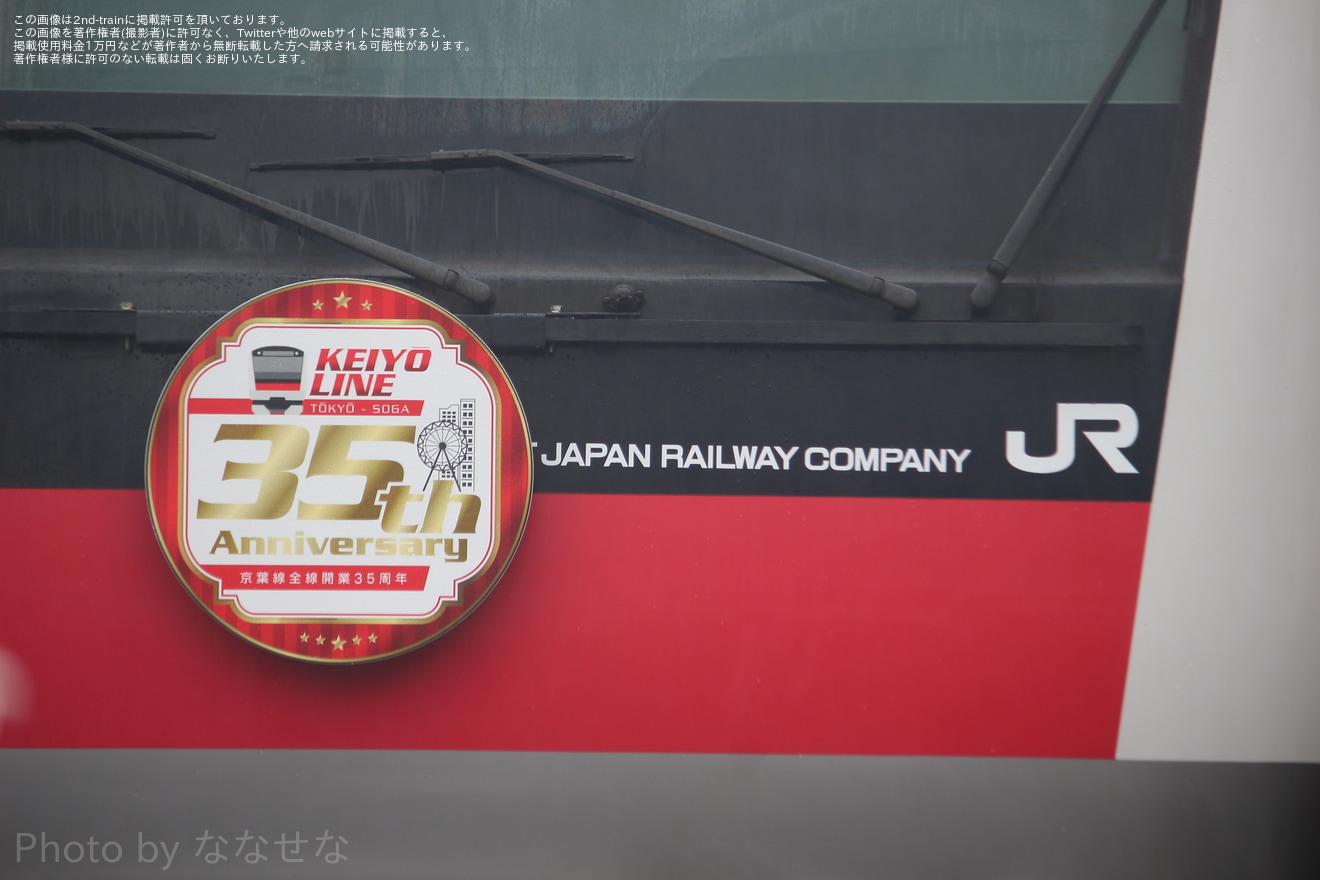 この画像は2nd-trainに掲載許可を頂いております。
この画像を著作権者(撮影者)に許可なく、Twitterや他のwebサイトに掲載すると、
掲載使用料金1万円などが著作者から無断転載した方へ請求される可能性があります。
著作権者様に許可のない転載は固くお断りいたします。
KEIYŌ
LINE
TŌKYŌ - SOGA
35th
Anniversary
京葉線全線開業35周年
T JAPAN RAILWAY COMPANY
JR
Photo by ななせな